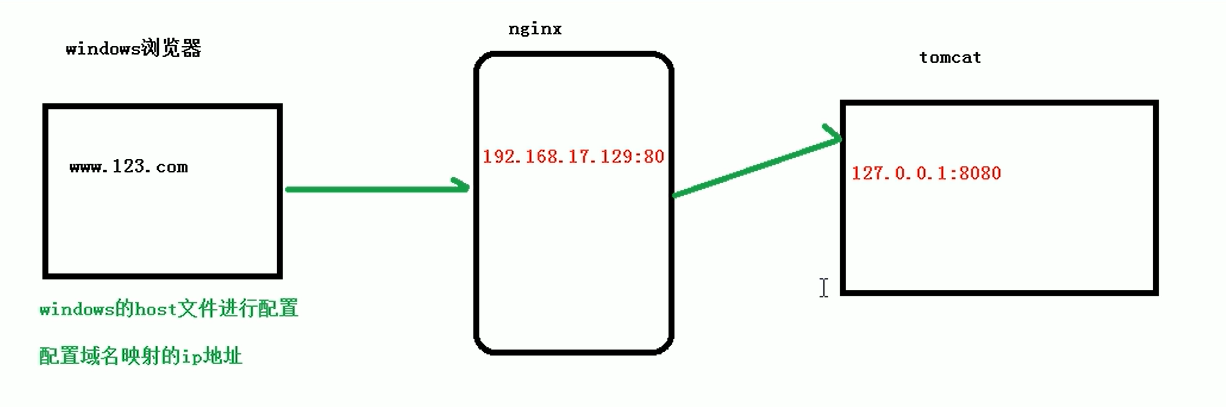 windows浏览器
www.123.com
windows的host文件进行配置
配置域名映射的ip地址
nginx
192.168.17.129:80
tomcat
127.0.0.1:8080